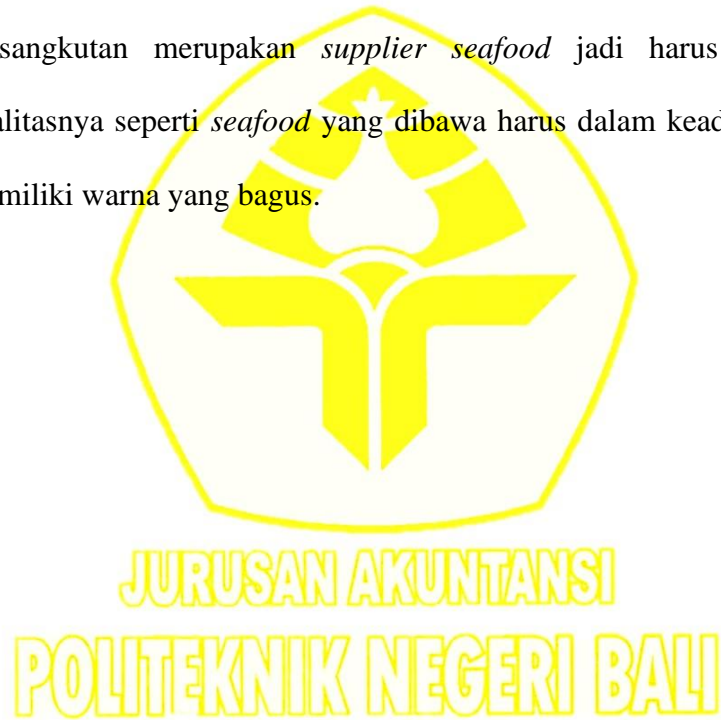 sangkutan merupakan supplier seafood jadi harus
alitasnya seperti seafood yang dibawa harus dalam kead
miliki warna yang bagus.
JURUSAN AKUNTANSI
POLITEKNIK NEGERI BALI